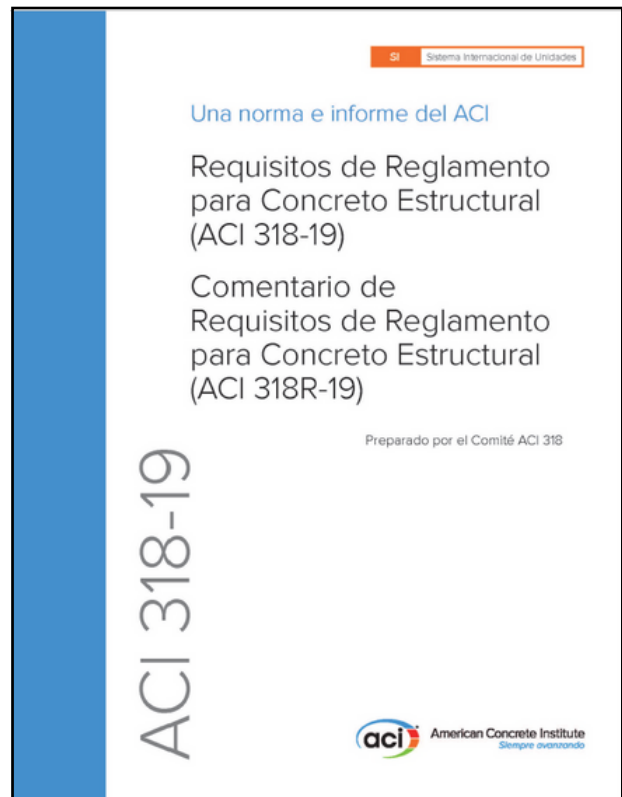 SI Sistema Internacional de Unidades
Una norma e informe del ACI
Requisitos de Reglamento
para Concreto Estructural
(ACI 318-19)
Comentario de
Requisitos de Reglamento
para Concreto Estructural
(ACI 318R-19)
Preparado por el Comité ACI 318
ACI 318-19
aci American Concrete Institute
Siempre avanzando